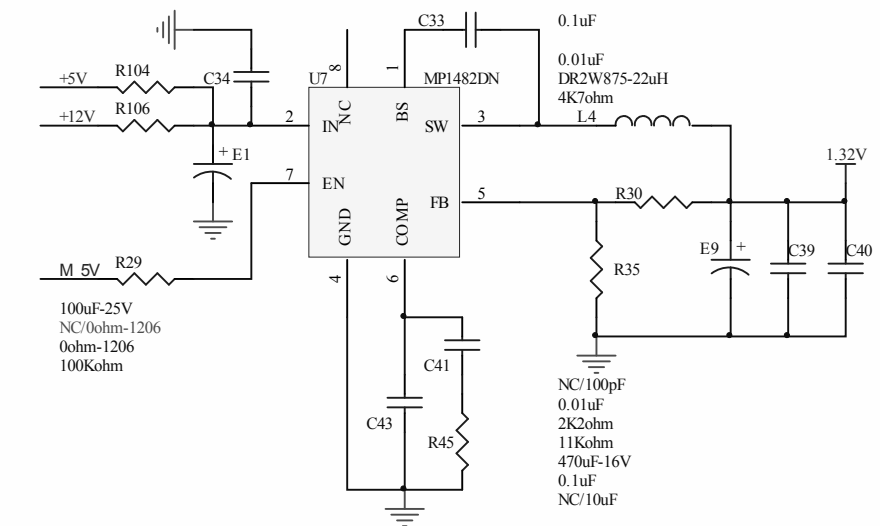 C33
0.1uF
0.01uF
DR2W875-22uH
4K7ohm
+5V
R104
C34
U7
8
1
MP1482DN
+12V
R106
2
IN
NC
BS
SW
3
L4
+ E1
7
EN
FB
5
R30
1.32V
GND
COMP
M 5V
R29
4
6
R35
E9
+
C39
C40
100uF-25V
NC/0ohm-1206
0ohm-1206
100Kohm
C41
C43
R45
NC/100pF
0.01uF
2K2ohm
11Kohm
470uF-16V
0.1uF
NC/10uF